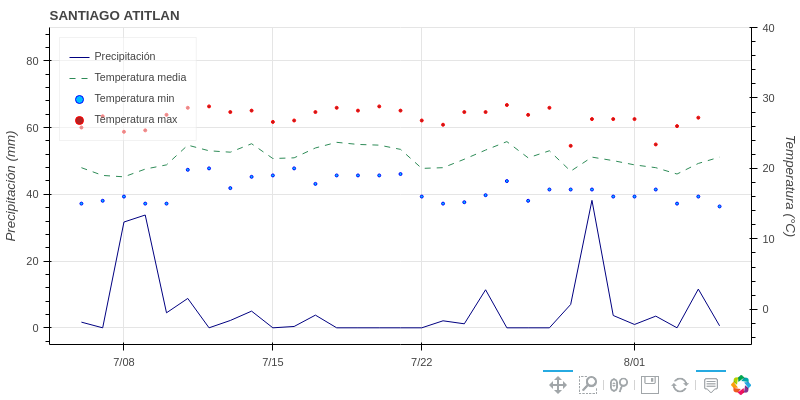 SANTIAGO ATITLAN
Precipitación
Temperatura media
Temperatura min
Temperatura max
Precipitación (mm)
80
60
40
20
0
40
30
20
10
0
Temperatura (°C)
7/08
7/15
7/22
8/01